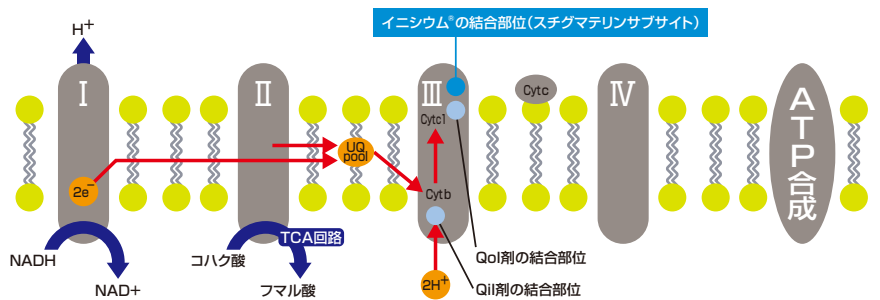 イニシウム®の結合部位(スチグマテリンサブサイト)
H⁺
I
II
III
IV
Cytc
Cytc1
UQ
pool
ATP合成
2e⁻
Cytb
TCA回路
NADH
NAD+
コハク酸
フマル酸
2H⁺
QoI剤の結合部位
QiI剤の結合部位